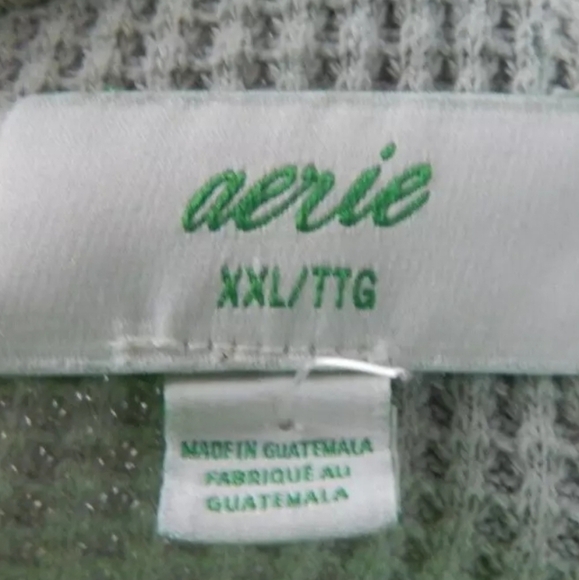 aerie
XXL/TTG
MADE IN GUATEMALA
FABRIQUÉ AU
GUATEMALA